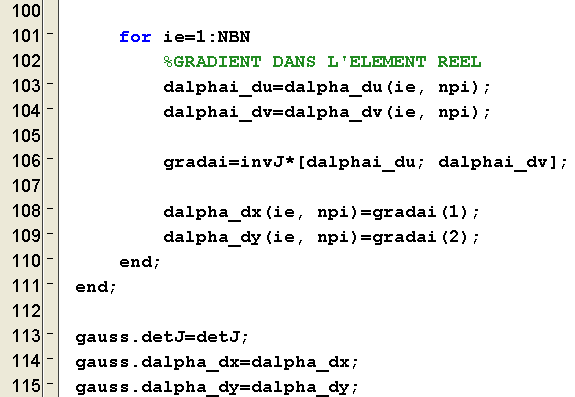 100
101 - for ie=1:NBN
102 %GRADIENT DANS L'ELEMENT REEL
103 - dalphai_du=dalpha_du(ie, npi);
104 - dalphai_dv=dalpha_dv(ie, npi);
105
106 - gradai=invJ*[dalphai_du; dalphai_dv];
107
108 - dalpha_dx(ie, npi)=gradai(1);
109 - dalpha_dy(ie, npi)=gradai(2);
110 - end;
111 - end;
112
113 - gauss.detJ=detJ;
114 - gauss.dalpha_dx=dalpha_dx;
115 - gauss.dalpha_dy=dalpha_dy;